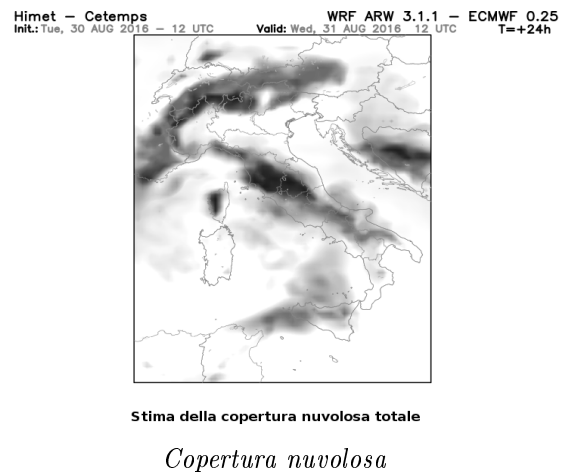 Himet – Cetemps WRF ARW 3.1.1 – ECMWF 0.25
Init.: Tue, 30 AUG 2016 – 12 UTC Valid: Wed, 31 AUG 2016 12 UTC T=+24h
Stima della copertura nuvolosa totale
Copertura nuvolosa